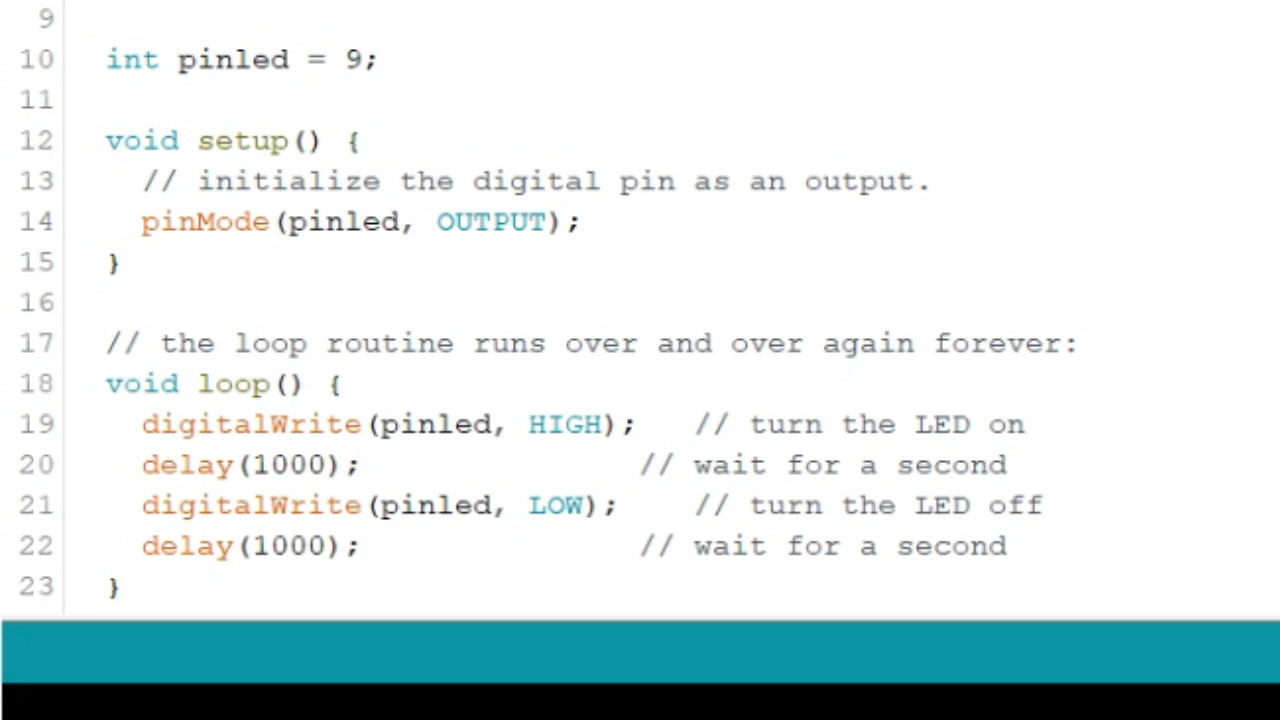 9
10 int pinled = 9;
11
12 void setup() {
13 // initialize the digital pin as an output.
14 pinMode(pinled, OUTPUT);
15 }
16
17 // the loop routine runs over and over again forever:
18 void loop() {
19 digitalWrite(pinled, HIGH); // turn the LED on
20 delay(1000); // wait for a second
21 digitalWrite(pinled, LOW); // turn the LED off
22 delay(1000); // wait for a second
23 }